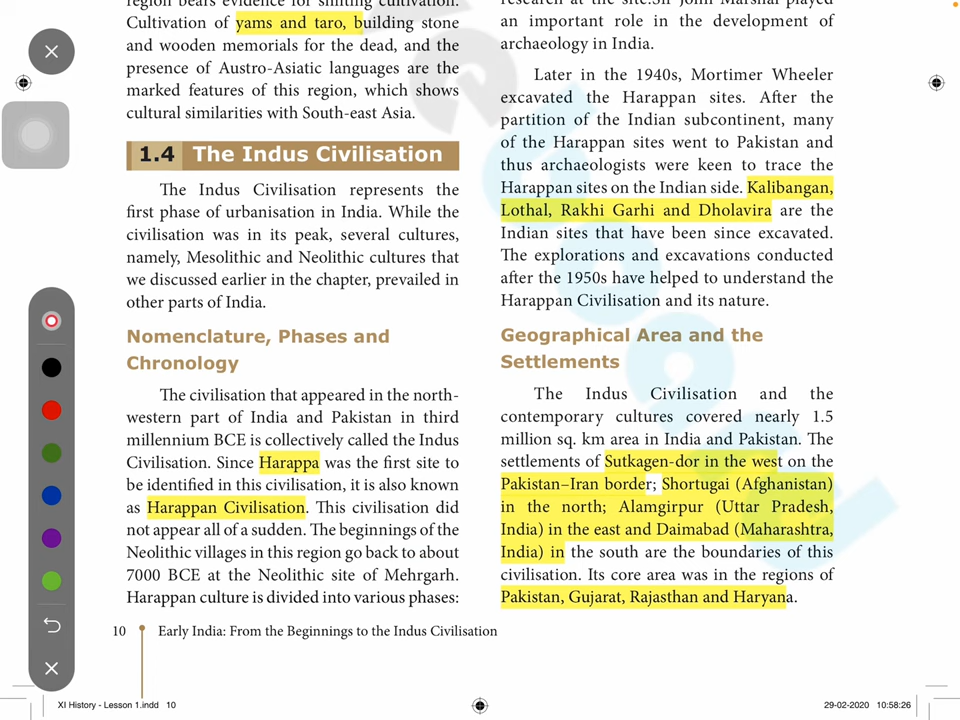 region bears evidence for shifting cultivation.
Cultivation of yams and taro, building stone
and wooden memorials for the dead, and the
presence of Austro-Asiatic languages are the
marked features of this region, which shows
cultural similarities with South-east Asia.
1.4 The Indus Civilisation
The Indus Civilisation represents the
first phase of urbanisation in India. While the
civilisation was in its peak, several cultures,
namely, Mesolithic and Neolithic cultures that
we discussed earlier in the chapter, prevailed in
other parts of India.
Nomenclature, Phases and
Chronology
The civilisation that appeared in the north-
western part of India and Pakistan in third
millennium BCE is collectively called the Indus
Civilisation. Since Harappa was the first site to
be identified in this civilisation, it is also known
as Harappan Civilisation. This civilisation did
not appear all of a sudden. The beginnings of the
Neolithic villages in this region go back to about
7000 BCE at the Neolithic site of Mehrgarh.
Harappan culture is divided into various phases:
research at the site.Sir John Marshal played
an important role in the development of
archaeology in India.
Later in the 1940s, Mortimer Wheeler
excavated the Harappan sites. After the
partition of the Indian subcontinent, many
of the Harappan sites went to Pakistan and
thus archaeologists were keen to trace the
Harappan sites on the Indian side. Kalibangan,
Lothal, Rakhi Garhi and Dholavira are the
Indian sites that have been since excavated.
The explorations and excavations conducted
after the 1950s have helped to understand the
Harappan Civilisation and its nature.
Geographical Area and the
Settlements
The Indus Civilisation and the
contemporary cultures covered nearly 1.5
million sq. km area in India and Pakistan. The
settlements of Sutkagen-dor in the west on the
Pakistan–Iran border; Shortugai (Afghanistan)
in the north; Alamgirpur (Uttar Pradesh,
India) in the east and Daimabad (Maharashtra,
India) in the south are the boundaries of this
civilisation. Its core area was in the regions of
Pakistan, Gujarat, Rajasthan and Haryana.
10 Early India: From the Beginnings to the Indus Civilisation
XI History - Lesson 1.indd 10
29-02-2020 10:58:26